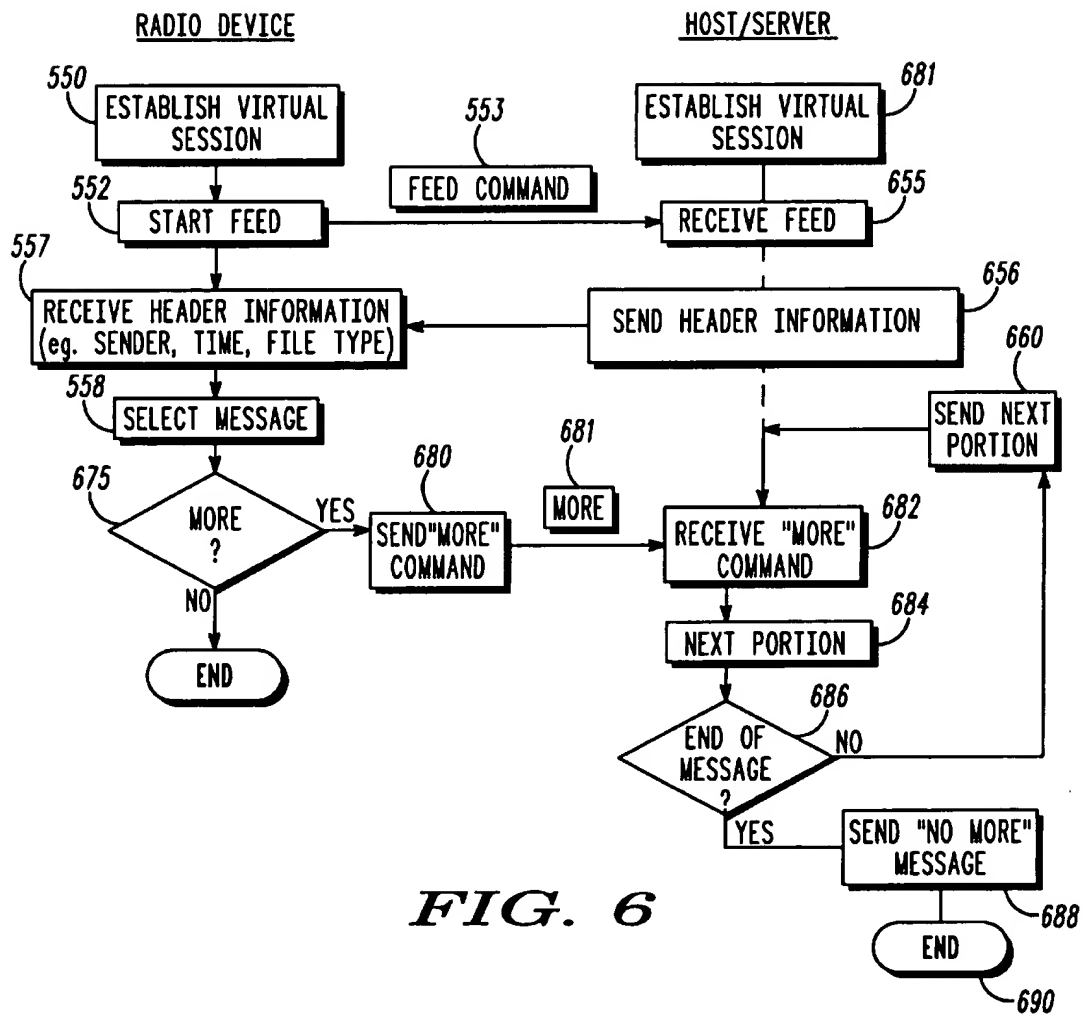 RADIO DEVICE
HOST/SERVER
550
ESTABLISH VIRTUAL
SESSION
681
ESTABLISH VIRTUAL
SESSION
553
FEED COMMAND
552
START FEED
655
RECEIVE FEED
557
RECEIVE HEADER INFORMATION
(eg. SENDER, TIME, FILE TYPE)
656
SEND HEADER INFORMATION
660
SEND NEXT
PORTION
558
SELECT MESSAGE
675
MORE
?
YES
NO
680
SEND"MORE"
COMMAND
681
MORE
682
RECEIVE "MORE"
COMMAND
684
NEXT PORTION
END
686
END OF
MESSAGE
?
NO
YES
SEND "NO MORE"
MESSAGE
688
END
690
FIG. 6